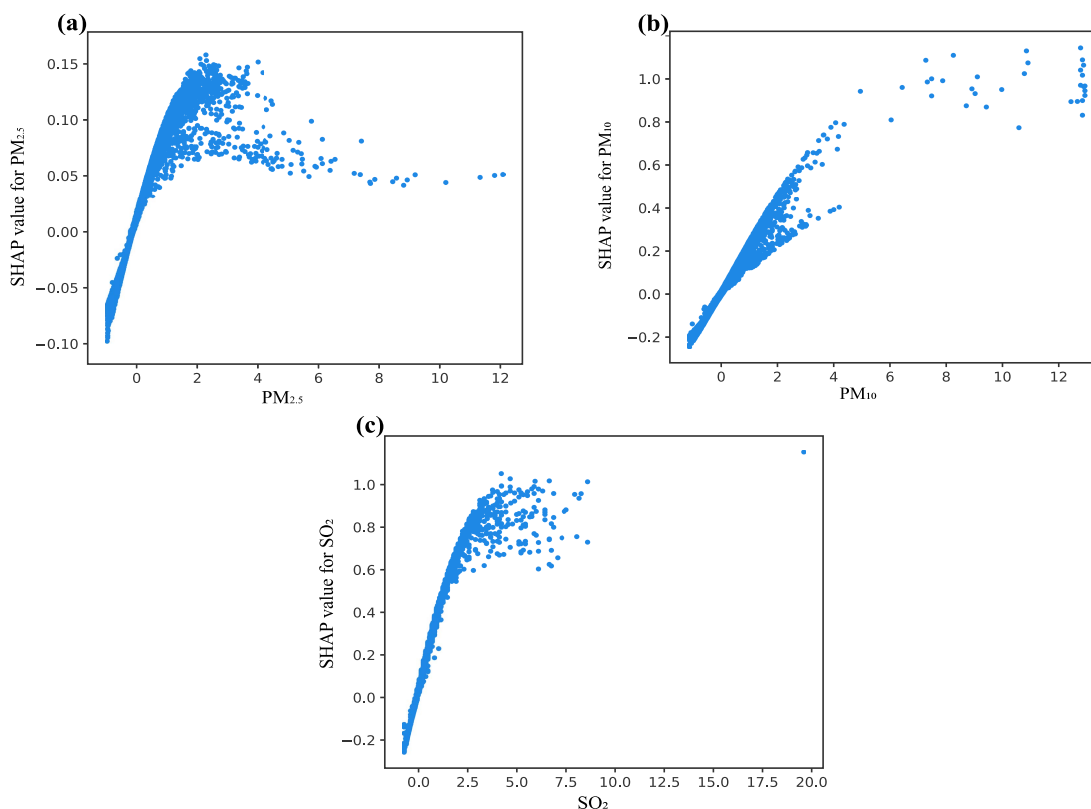 (a)
SHAP value for PM₂.₅
0.15
0.10
0.05
0.00
−0.05
−0.10
0 2 4 6 8 10 12
PM₂.₅
(b)
SHAP value for PM₁₀
1.0
0.8
0.6
0.4
0.2
0.0
−0.2
0 2 4 6 8 10 12
PM₁₀
(c)
SHAP value for SO₂
1.0
0.8
0.6
0.4
0.2
0.0
−0.2
0.0 2.5 5.0 7.5 10.0 12.5 15.0 17.5 20.0
SO₂